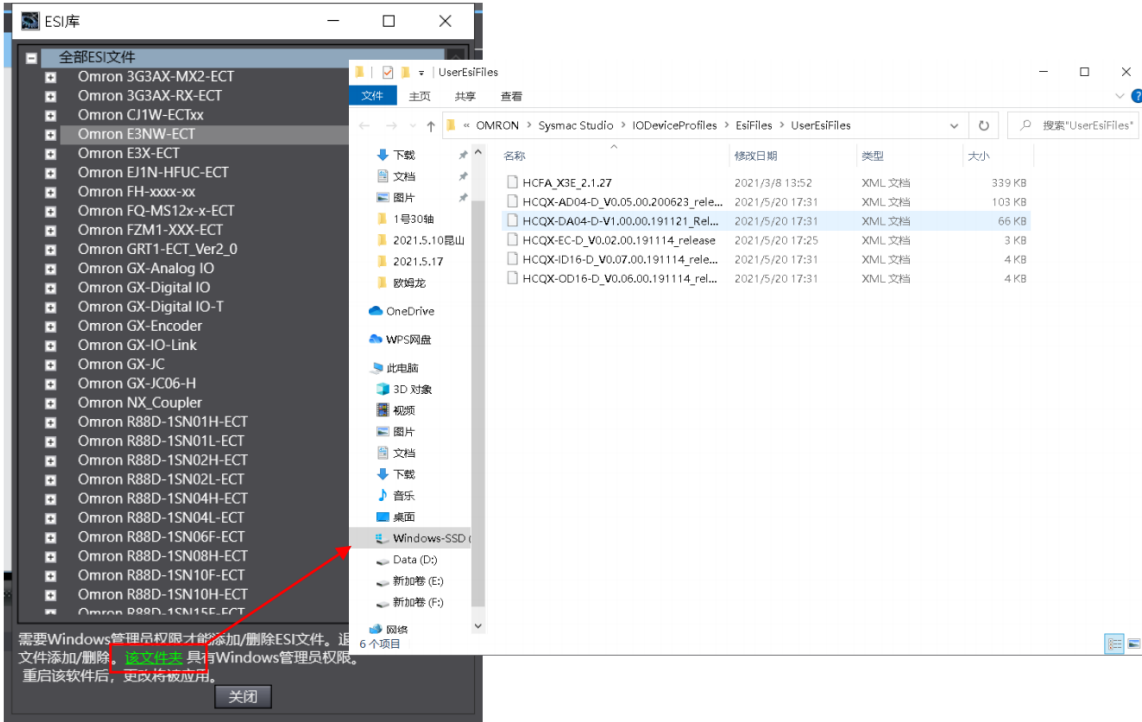 ESI库
全部ESI文件
Omron 3G3AX-MX2-ECT
Omron 3G3AX-RX-ECT
Omron CJ1W-ECTxx
Omron E3NW-ECT
Omron E3X-ECT
Omron EJ1N-HFUC-ECT
Omron FH-xxxx-xx
Omron FQ-MS12x-x-ECT
Omron FZM1-XXX-ECT
Omron GRT1-ECT_Ver2_0
Omron GX-Analog IO
Omron GX-Digital IO
Omron GX-Digital IO-T
Omron GX-Encoder
Omron GX-IO-Link
Omron GX-JC
Omron GX-JC06-H
Omron NX_Coupler
Omron R88D-1SN01H-ECT
Omron R88D-1SN01L-ECT
Omron R88D-1SN02H-ECT
Omron R88D-1SN02L-ECT
Omron R88D-1SN04H-ECT
Omron R88D-1SN04L-ECT
Omron R88D-1SN06F-ECT
Omron R88D-1SN08H-ECT
Omron R88D-1SN10F-ECT
Omron R88D-1SN10H-ECT
Omron R88D-1SN15F-ECT
需要Windows管理员权限才能添加/删除ESI文件。退
文件添加/删除。该文件夹 具有Windows管理员权限。
重启该软件后，更改将被应用。
关闭
UserEsiFiles
文件 主页 共享 查看
« OMRON › Sysmac Studio › IODeviceProfiles › EsiFiles › UserEsiFiles
搜索"UserEsiFiles"
名称 修改日期 类型 大小
HCFA_X3E_2.1.27 2021/3/8 13:52 XML 文档 339 KB
HCQX-AD04-D_V0.05.00.200623_rele... 2021/5/20 17:31 XML 文档 103 KB
HCQX-DA04-D-V1.00.00.191121_Rel... 2021/5/20 17:31 XML 文档 66 KB
HCQX-EC-D_V0.02.00.191114_release 2021/5/20 17:25 XML 文档 3 KB
HCQX-ID16-D_V0.07.00.191114_rele... 2021/5/20 17:31 XML 文档 4 KB
HCQX-OD16-D_V0.06.00.191114_rel... 2021/5/20 17:31 XML 文档 4 KB
下载
文档
图片
1号30轴
2021.5.10昆山
2021.5.17
欧姆龙
OneDrive
WPS网盘
此电脑
3D 对象
视频
图片
文档
下载
音乐
桌面
Windows-SSD (
Data (D:)
新加卷 (E:)
新加卷 (F:)
网络
6 个项目